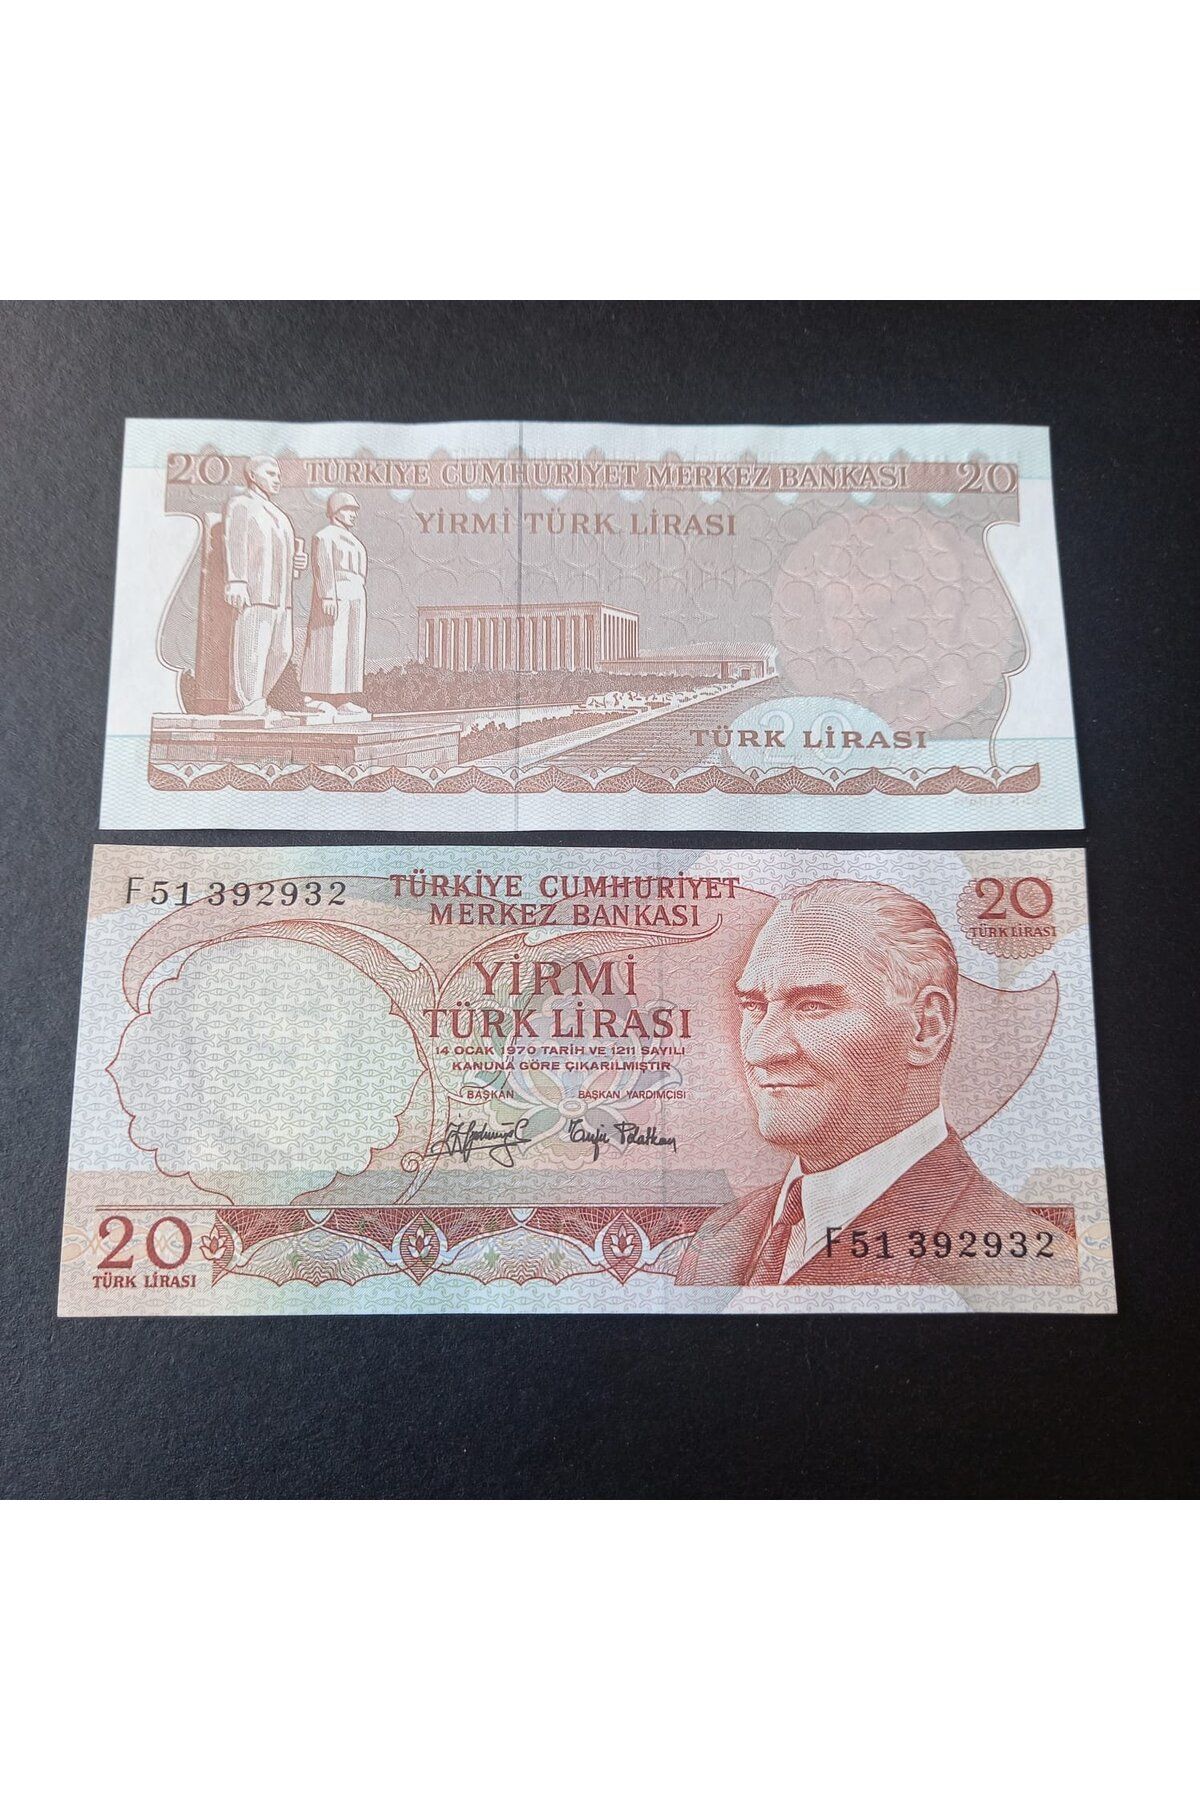 20 TÜRKİYE CUMHURİYET MERKEZ BANKASI 20
YİRMİ TÜRK LİRASI
20
TÜRK LİRASI
F51 392932
TÜRKİYE CUMHURİYET
MERKEZ BANKASI
20
TÜRK LİRASI
YİRMİ
TÜRK LİRASI
14 OCAK 1970 TARİH VE 1211 SAYILI
KANUNA GÖRE ÇIKARILMIŞTIR
BAŞKAN BAŞKAN YARDIMCISI
20
TÜRK LİRASI
F51 392932